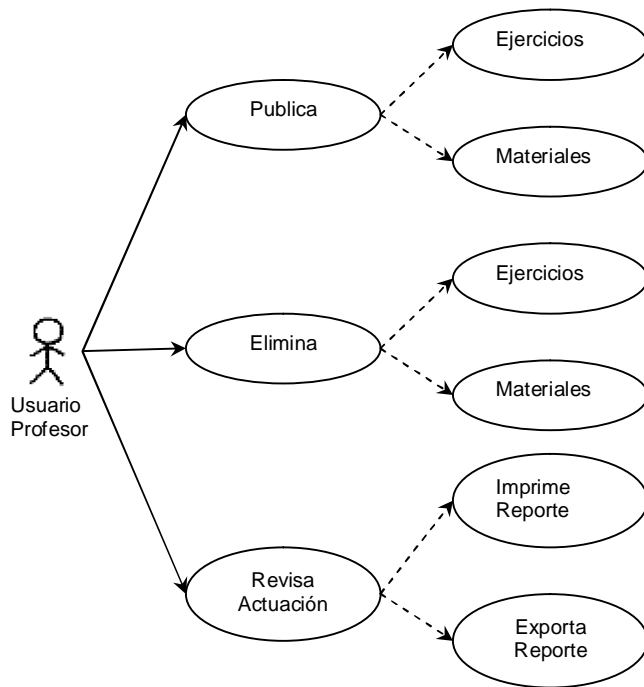 Ejercicios
Publica
Materiales
Ejercicios
Elimina
Materiales
Usuario
Profesor
Imprime
Reporte
Revisa
Actuación
Exporta
Reporte